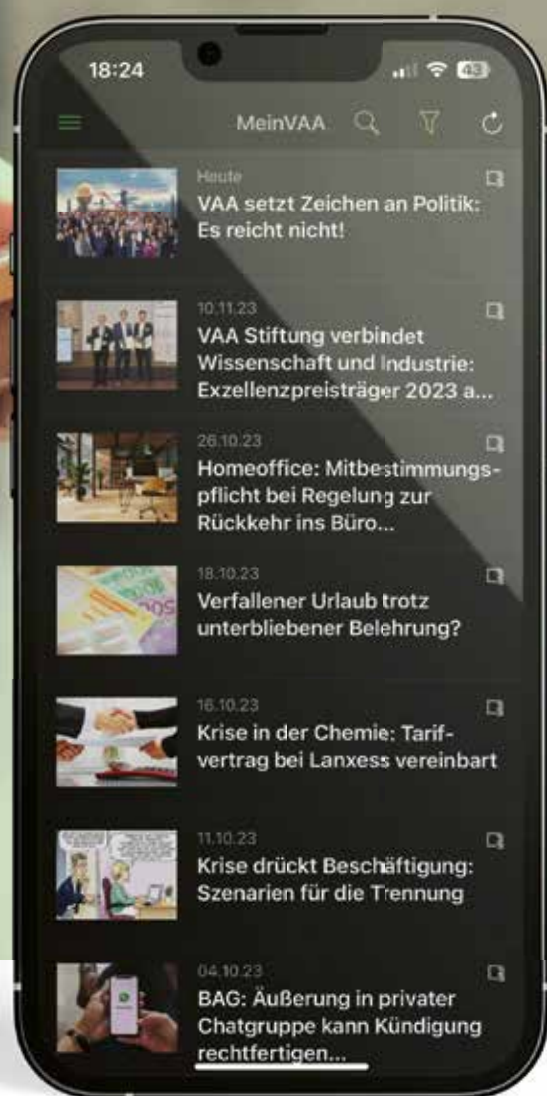 18:24
43
MeinVAA
Heute
VAA setzt Zeichen an Politik:
Es reicht nicht!
10.11.23
VAA Stiftung verbindet
Wissenschaft und Industrie:
Exzellenzpreisträger 2023 a...
26.10.23
Homeoffice: Mitbestimmungs-
pflicht bei Regelung zur
Rückkehr ins Büro...
18.10.23
Verfallener Urlaub trotz
unterbliebener Belehrung?
16.10.23
Krise in der Chemie: Tarif-
vertrag bei Lanxess vereinbart
11.10.23
Krise drückt Beschäftigung:
Szenarien für die Trennung
04.10.23
BAG: Äußerung in privater
Chatgruppe kann Kündigung
rechtfertigen...